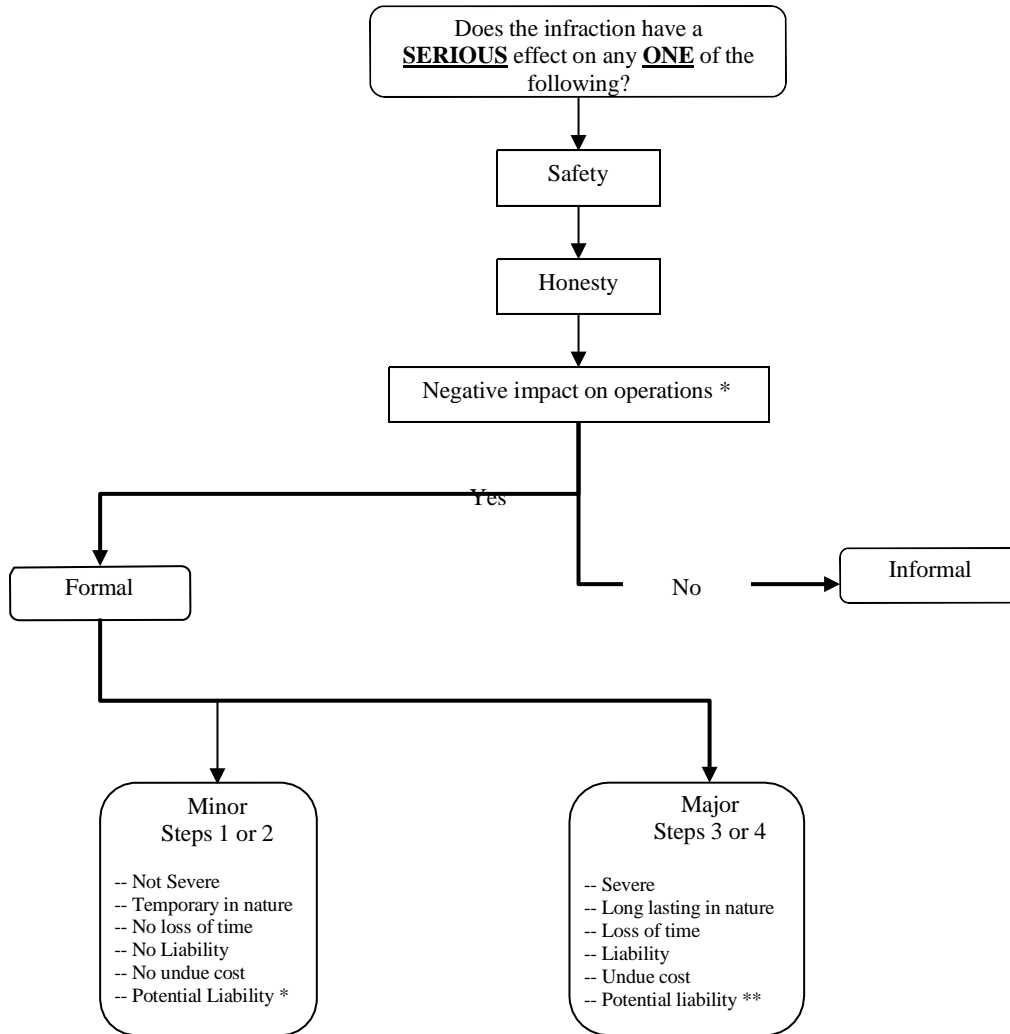 Does the infraction have a
SERIOUS effect on any ONE of the
following?
Safety
Honesty
Negative impact on operations *
Yes
Formal
No
Informal
Minor
Steps 1 or 2
-- Not Severe
-- Temporary in nature
-- No loss of time
-- No Liability
-- No undue cost
-- Potential Liability *
Major
Steps 3 or 4
-- Severe
-- Long lasting in nature
-- Loss of time
-- Liability
-- Undue cost
-- Potential liability **